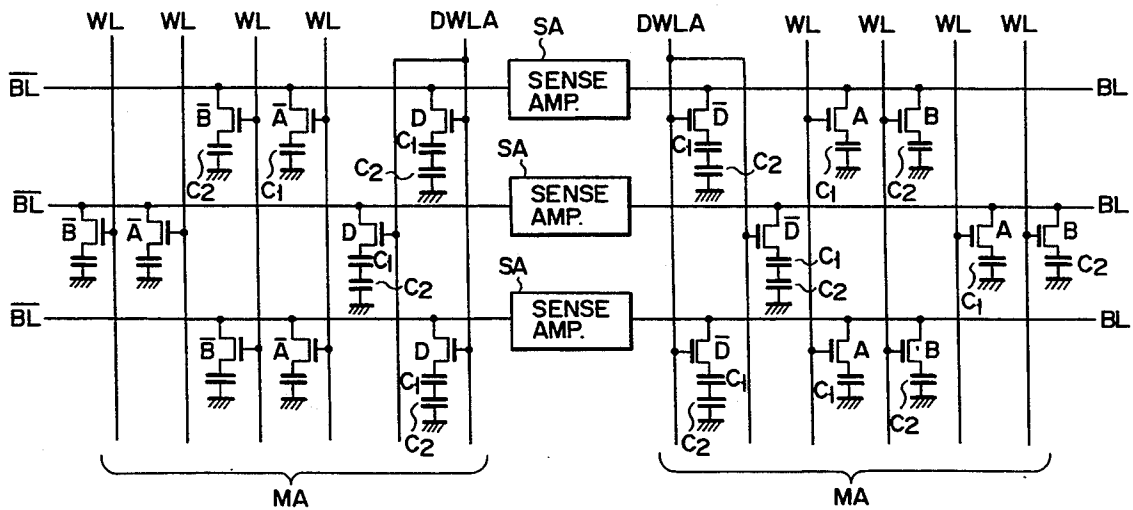 WL WL WL WL DWLA SA DWLA WL WL WL WL
B̅L̅ SENSE AMP. BL
B̅ A̅ D D̅ A B
C1 C1
C2 C1 C2 SA C2 C1 C2
B̅L̅ SENSE AMP. BL
B̅ A̅ D D̅ A B
C1 C1 C2
C2 SA C2 C1
B̅L̅ SENSE AMP. BL
B̅ A̅ D D̅ A B
C1 C1 C1
C2 C2 C2
MA MA